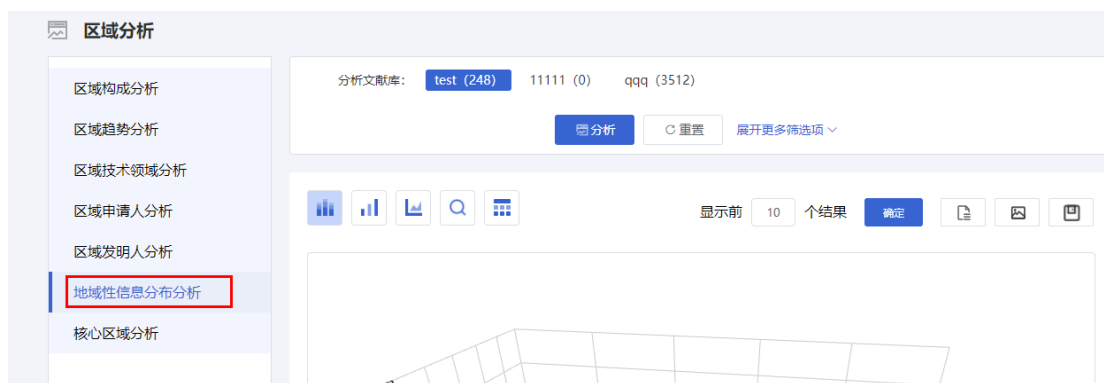 区域分析
区域构成分析
区域趋势分析
区域技术领域分析
区域申请人分析
区域发明人分析
地域性信息分布分析
核心区域分析
分析文献库： test (248) 11111 (0) qqq (3512)
分析 重置 展开更多筛选项
显示前 10 个结果 确定